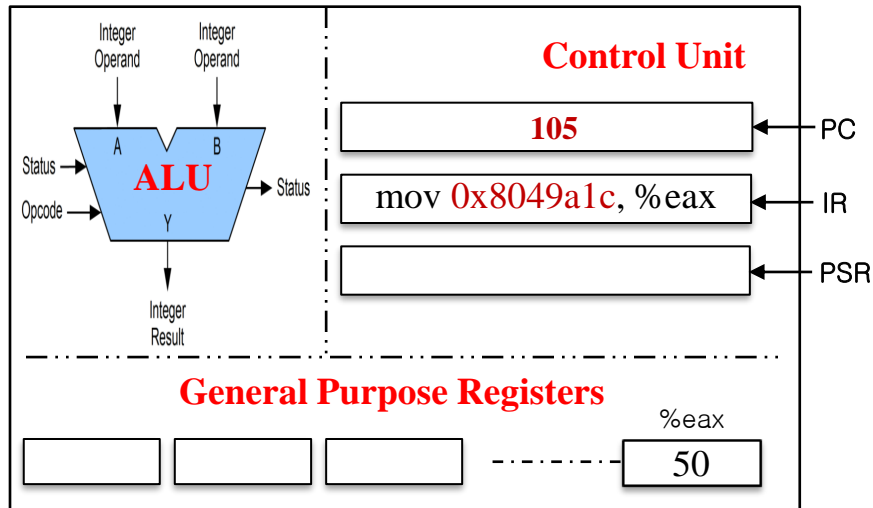 Integer
Operand
Integer
Operand
A
B
Status
ALU
Status
Opcode
Y
Integer
Result
Control Unit
105
PC
mov 0x8049a1c, %eax
IR
PSR
General Purpose Registers
%eax
50